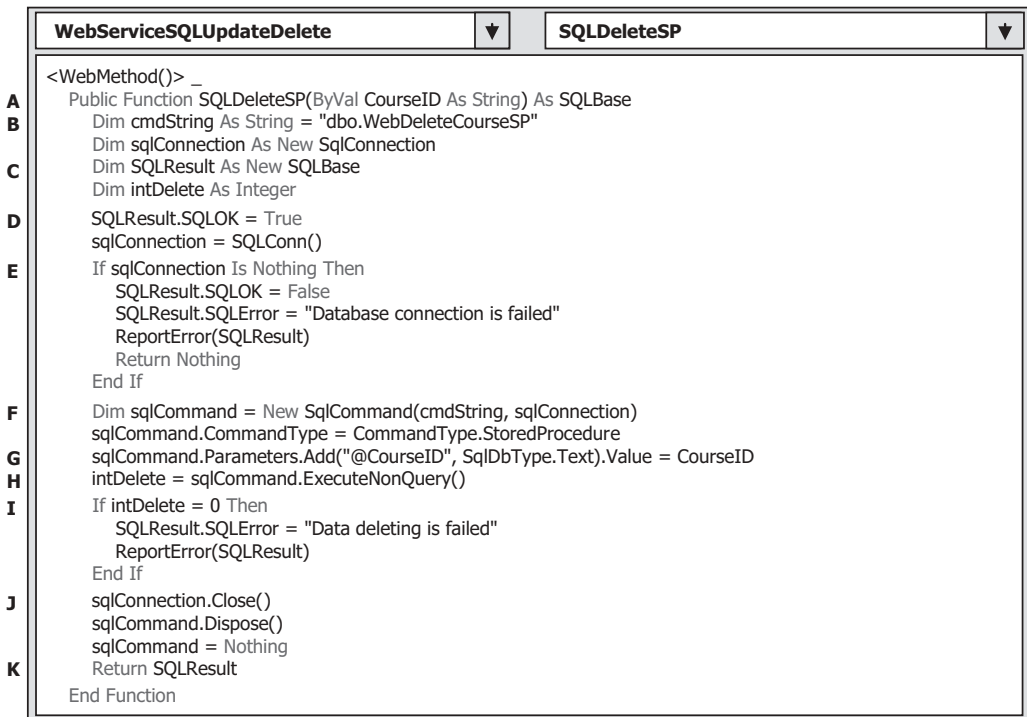 WebServiceSQLUpdateDelete SQLDeleteSP
<WebMethod()> _
A Public Function SQLDeleteSP(ByVal CourseID As String) As SQLBase
B Dim cmdString As String = "dbo.WebDeleteCourseSP"
Dim sqlConnection As New SqlConnection
C Dim SQLResult As New SQLBase
Dim intDelete As Integer
D SQLResult.SQLOK = True
sqlConnection = SQLConn()
E If sqlConnection Is Nothing Then
SQLResult.SQLOK = False
SQLResult.SQLError = "Database connection is failed"
ReportError(SQLResult)
Return Nothing
End If
F Dim sqlCommand = New SqlCommand(cmdString, sqlConnection)
sqlCommand.CommandType = CommandType.StoredProcedure
G sqlCommand.Parameters.Add("@CourseID", SqlDbType.Text).Value = CourseID
H intDelete = sqlCommand.ExecuteNonQuery()
I If intDelete = 0 Then
SQLResult.SQLError = "Data deleting is failed"
ReportError(SQLResult)
End If
J sqlConnection.Close()
sqlCommand.Dispose()
sqlCommand = Nothing
K Return SQLResult
End Function